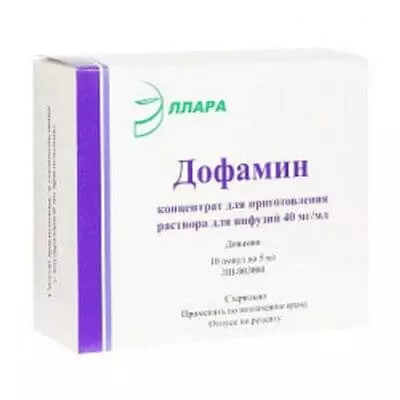 ЭЛЛАРА
Дофамин
концентрат для приготовления
раствора для инфузий 40 мг/мл
Допамин
10 ампул по 5 мл
Стерильно
Применять по назначению врача
Отпуск по рецепту